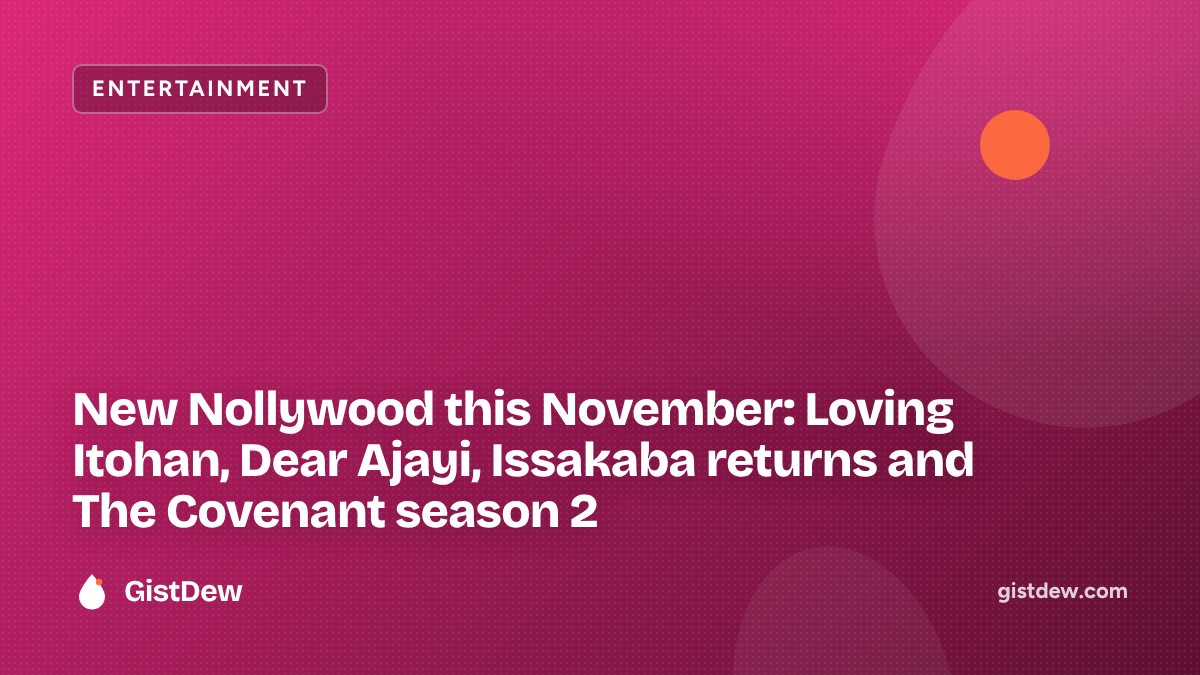 ENTERTAINMENT
New Nollywood this November: Loving
Itohan, Dear Ajayi, Issakaba returns and
The Covenant season 2
GistDew
gistdew.com